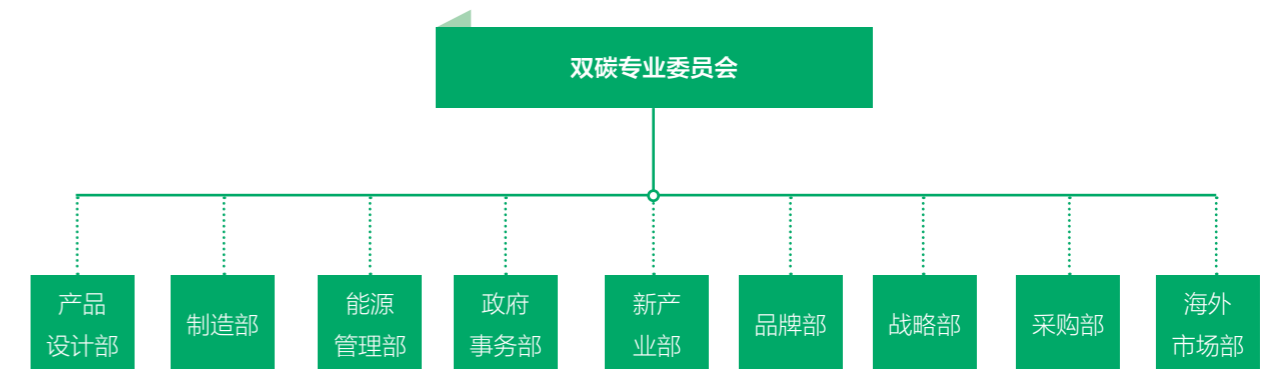 双碳专业委员会
产品
设计部
制造部
能源
管理部
政府
事务部
新产
业部
品牌部
战略部
采购部
海外
市场部